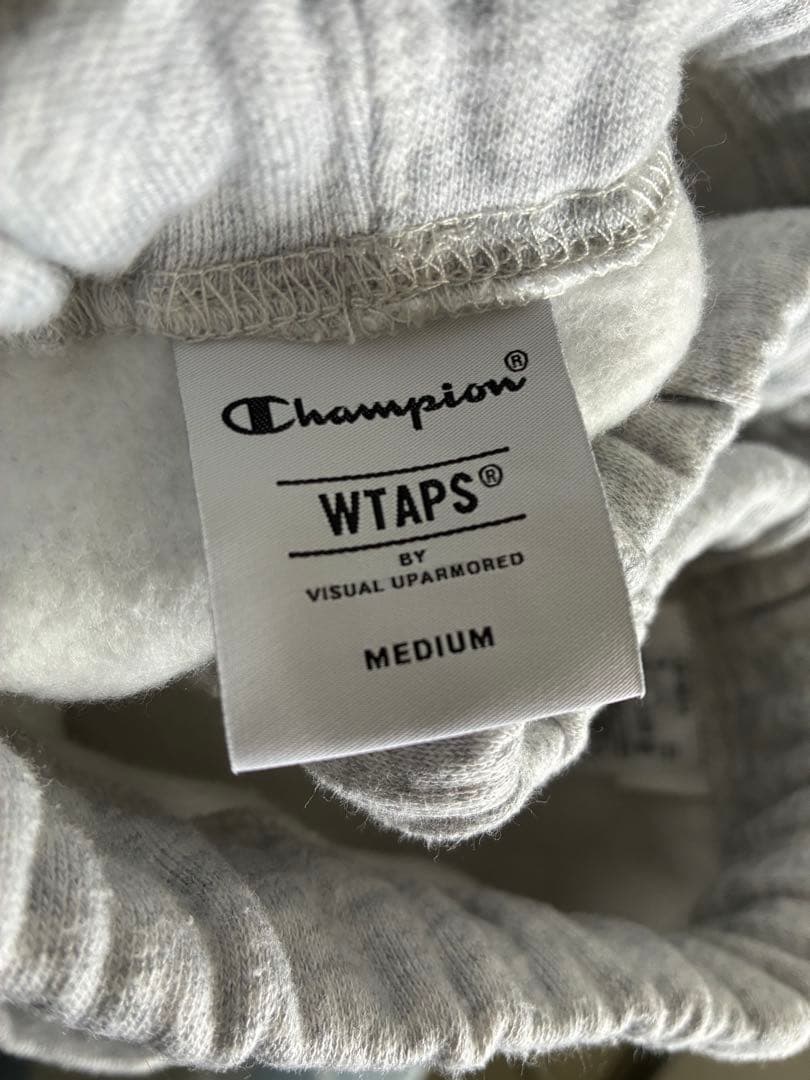 Champion®
WTAPS®
BY
VISUAL UPARMORED
MEDIUM